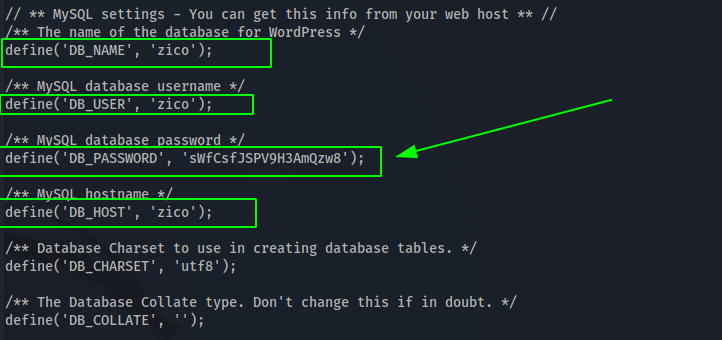 // ** MySQL settings - You can get this info from your web host ** //
/** The name of the database for WordPress */
define('DB_NAME', 'zico');
/** MySQL database username */
define('DB_USER', 'zico');
/** MySQL database password */
define('DB_PASSWORD', 'sWfCsfJSPV9H3AmQzw8');
/** MySQL hostname */
define('DB_HOST', 'zico');
/** Database Charset to use in creating database tables. */
define('DB_CHARSET', 'utf8');
/** The Database Collate type. Don't change this if in doubt. */
define('DB_COLLATE', '');